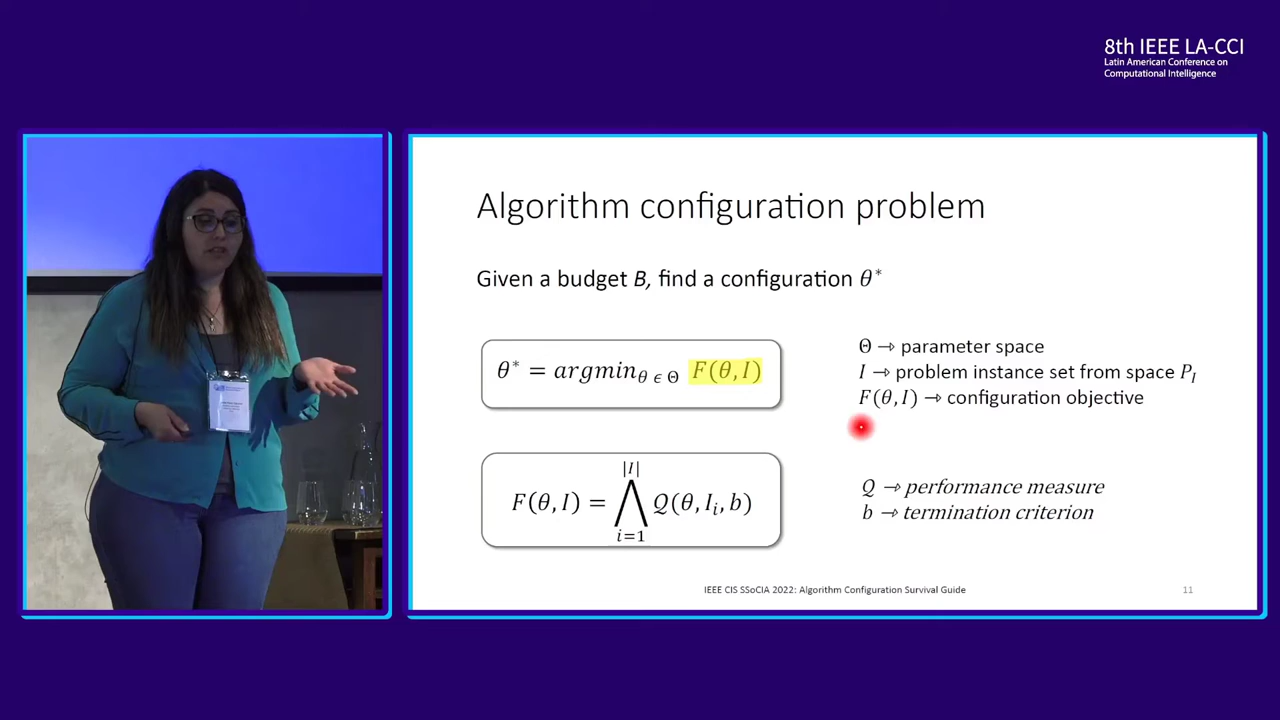 8th IEEE LA-CCI
Latin American Conference on
Computational Intelligence
Algorithm configuration problem
Given a budget B, find a configuration θ*
θ* = argmin_{θ ϵ Θ} F(θ, I)
Θ → parameter space
I → problem instance set from space P_I
F(θ, I) → configuration objective
|I|
F(θ, I) = ⋀ Q(θ, I_i, b)
i=1
Q → performance measure
b → termination criterion
IEEE CIS SSoCIA 2022: Algorithm Configuration Survival Guide
11